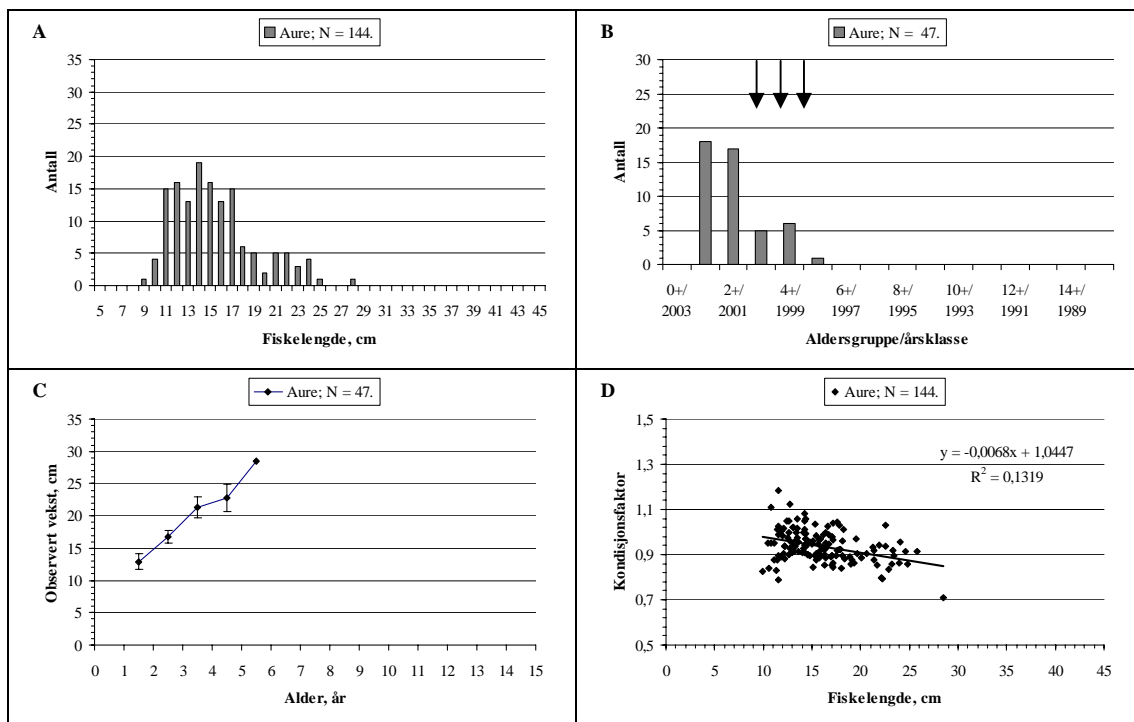 A
Aure; N = 144.
35
30
25
20
15
10
5
0
Antall
5 7 9 11 13 15 17 19 21 23 25 27 29 31 33 35 37 39 41 43 45
Fiskelengde, cm
B
Aure; N = 47.
30
25
20
15
10
5
0
Antall
0+/ 2+/ 4+/ 6+/ 8+/ 10+/ 12+/ 14+/
2003 2001 1999 1997 1995 1993 1991 1989
Aldersgruppe/årsklasse
C
Aure; N = 47.
35
30
25
20
15
10
5
0
Observert vekst, cm
0 1 2 3 4 5 6 7 8 9 10 11 12 13 14 15
Alder, år
D
Aure; N = 144.
1,5
1,3
1,1
0,9
0,7
0,5
Kondisjonsfaktor
y = -0,0068x + 1,0447
R² = 0,1319
0 5 10 15 20 25 30 35 40 45
Fiskelengde, cm